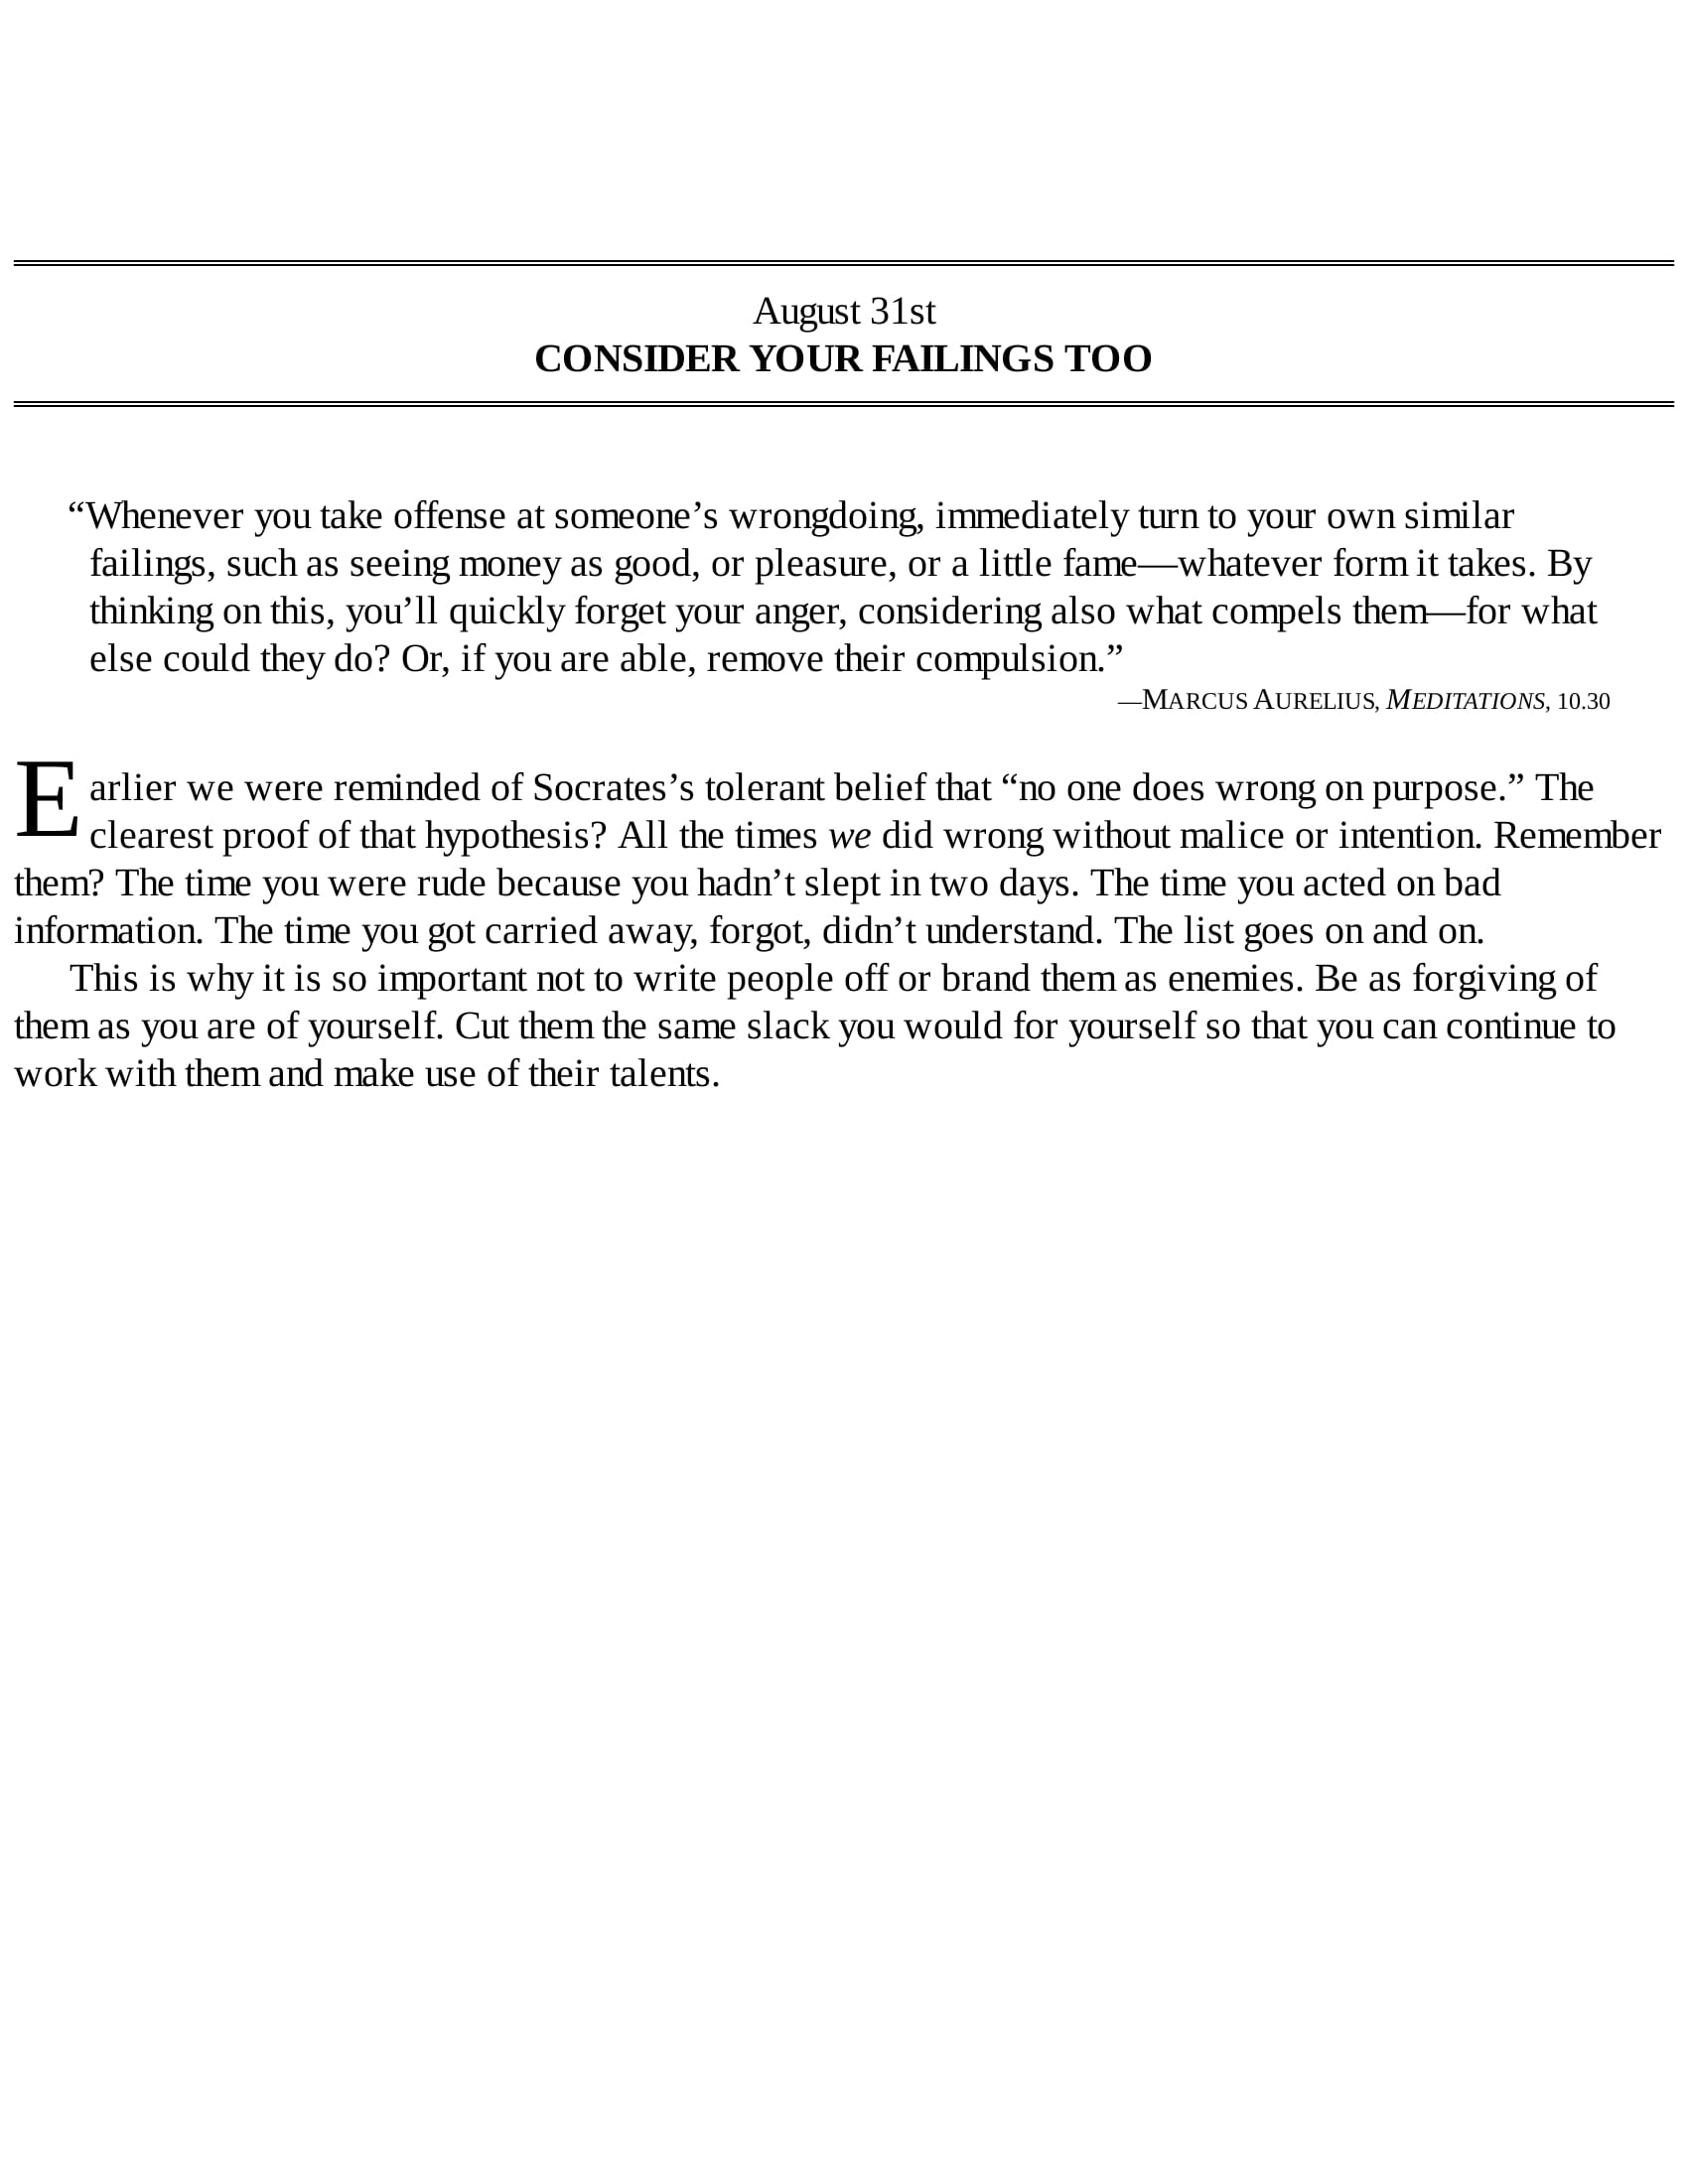 August 31st
CONSIDER YOUR FAILINGS TOO
“Whenever you take offense at someone’s wrongdoing, immediately turn to your own similar
failings, such as seeing money as good, or pleasure, or a little fame—whatever form it takes. By
thinking on this, you’ll quickly forget your anger, considering also what compels them—for what
else could they do? Or, if you are able, remove their compulsion.”
—MARCUS AURELIUS, MEDITATIONS, 10.30
Earlier we were reminded of Socrates’s tolerant belief that “no one does wrong on purpose.” The
clearest proof of that hypothesis? All the times we did wrong without malice or intention. Remember
them? The time you were rude because you hadn’t slept in two days. The time you acted on bad
information. The time you got carried away, forgot, didn’t understand. The list goes on and on.
This is why it is so important not to write people off or brand them as enemies. Be as forgiving of
them as you are of yourself. Cut them the same slack you would for yourself so that you can continue to
work with them and make use of their talents.